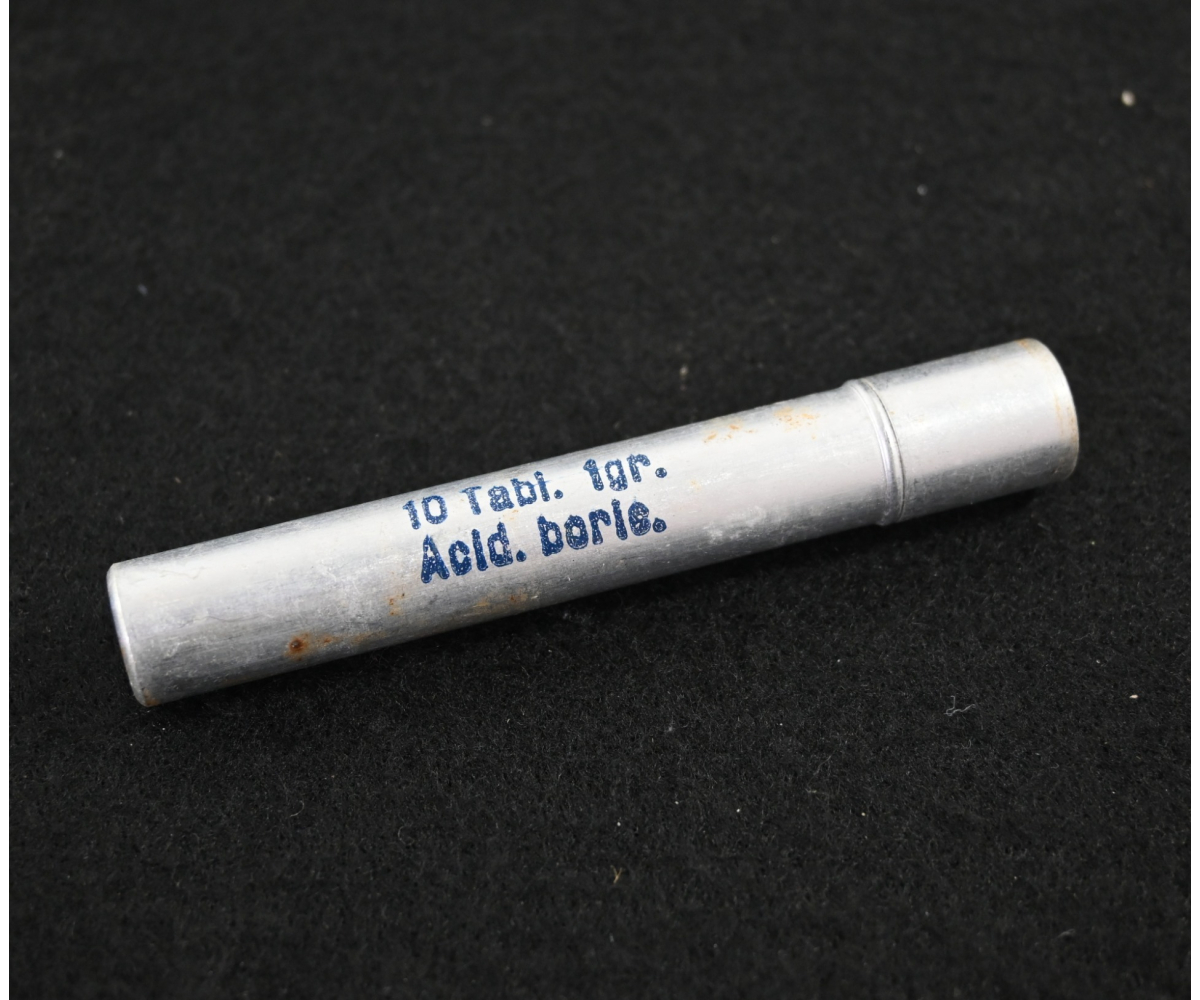 10 Tabl. 1gr.
Acid. boric.